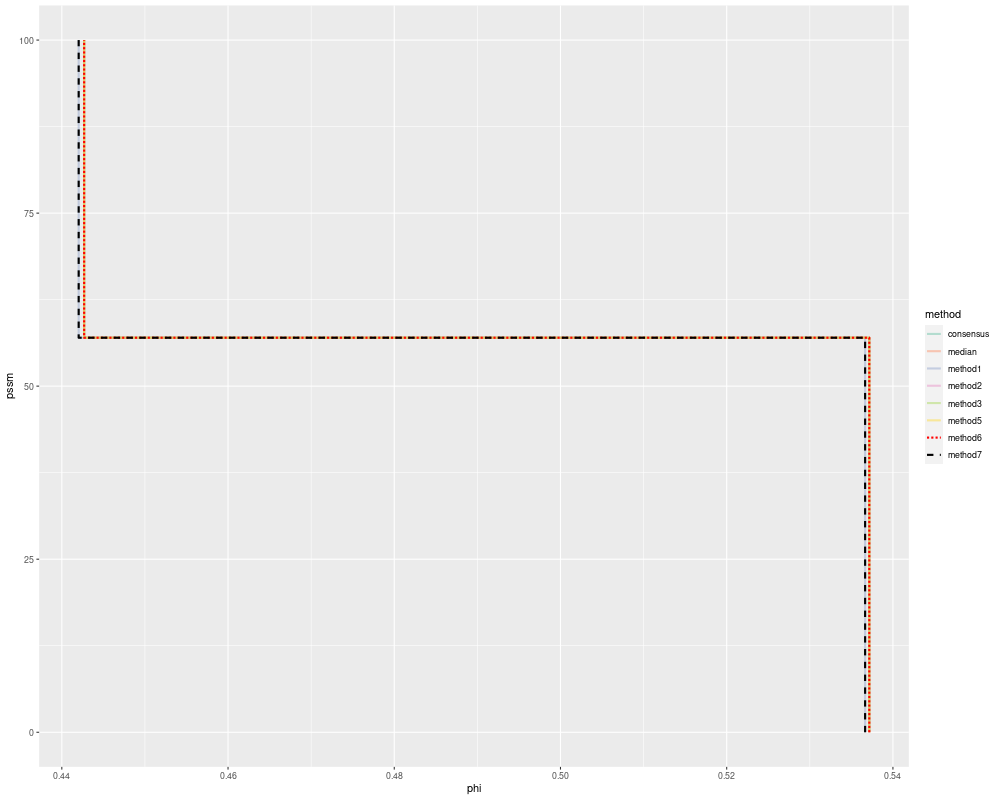 100
75
50
25
0
pssm
0.44
0.46
0.48
0.50
0.52
0.54
phi
method
consensus
median
method1
method2
method3
method5
method6
method7